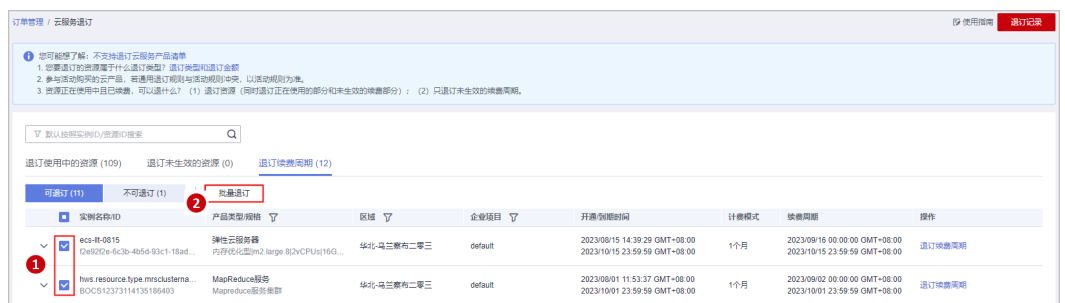 订单管理 / 云服务退订
使用指南
退订记录
您可能想了解：不支持退订云服务产品清单
1. 您要退订的资源属于什么退订类型？退订类型和退订金额
2. 参与活动购买的云产品，若通用退订规则与活动规则冲突，以活动规则为准。
3. 资源正在使用中且已续费，可以退什么？（1）退订资源（同时退订正在使用的部分和未生效的续费部分）；（2）只退订未生效的续费周期。
默认按照实例ID/资源ID搜索
退订使用中的资源 (109) 退订未生效的资源 (0) 退订续费周期 (12)
可退订 (11) 不可退订 (1) 批量退订
2
实例名称/ID 产品类型/规格 区域 企业项目 开通/到期时间 计费模式 续费周期 操作
1
ecs-llt-0815 弹性云服务器 华北-乌兰察布二零三 default 2023/08/15 14:39:29 GMT+08:00 1个月 2023/09/16 00:00:00 GMT+08:00 退订续费周期
f2e92f2e-6c3b-4b5d-93c1-18ad... 内存优化型|m2.large.8|2vCPUs|16G... 2023/10/15 23:59:59 GMT+08:00 2023/10/15 23:59:59 GMT+08:00
hws.resource.type.mrsclusterna... MapReduce服务 华北-乌兰察布二零三 default 2023/08/01 11:53:37 GMT+08:00 1个月 2023/09/02 00:00:00 GMT+08:00 退订续费周期
BOCS12373114135186403 Mapreduce服务集群 2023/10/01 23:59:59 GMT+08:00 2023/10/01 23:59:59 GMT+08:00